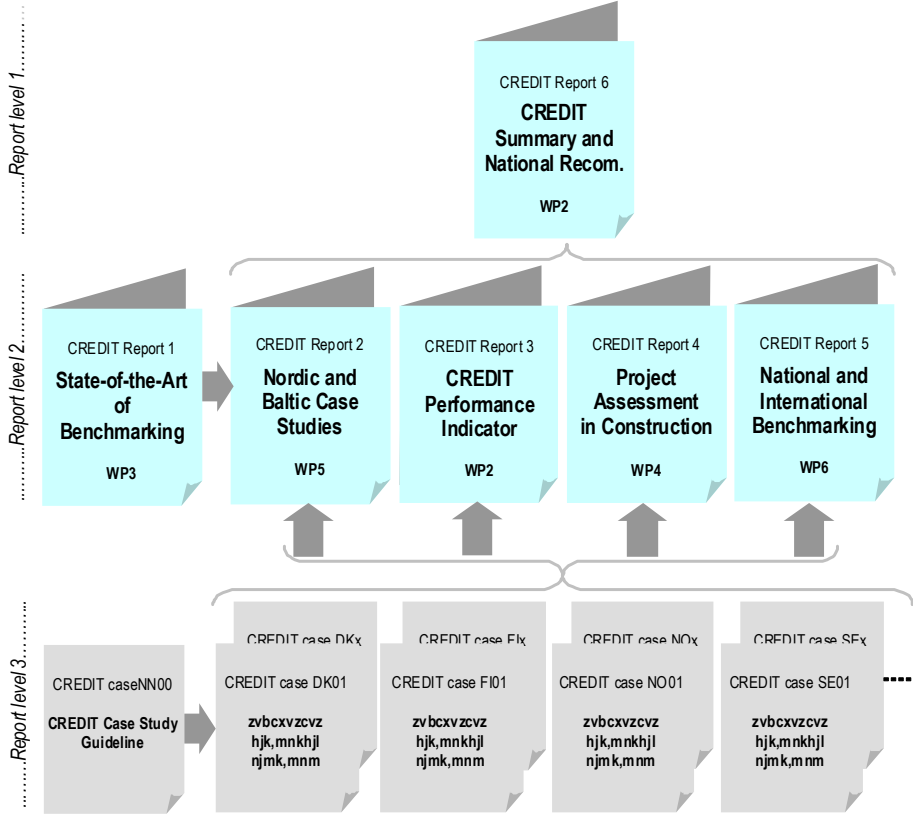 .........Report level 1.........
CREDIT Report 6
CREDIT
Summary and
National Recom.
WP2
.........Report level 2.........
CREDIT Report 1
State-of-the-Art
of
Benchmarking
WP3
CREDIT Report 2
Nordic and
Baltic Case
Studies
WP5
CREDIT Report 3
CREDIT
Performance
Indicator
WP2
CREDIT Report 4
Project
Assessment
in Construction
WP4
CREDIT Report 5
National and
International
Benchmarking
WP6
.........Report level 3.........
CREDIT caseNN00
CREDIT Case Study
Guideline
CREDIT case DKx
CREDIT case DK01
zvbcxvzcvz
hjk,mnkhjl
njmk,mnm
CREDIT case FIx
CREDIT case FI01
zvbcxvzcvz
hjk,mnkhjl
njmk,mnm
CREDIT case NOx
CREDIT case NO01
zvbcxvzcvz
hjk,mnkhjl
njmk,mnm
CREDIT case SEx
CREDIT case SE01
zvbcxvzcvz
hjk,mnkhjl
njmk,mnm